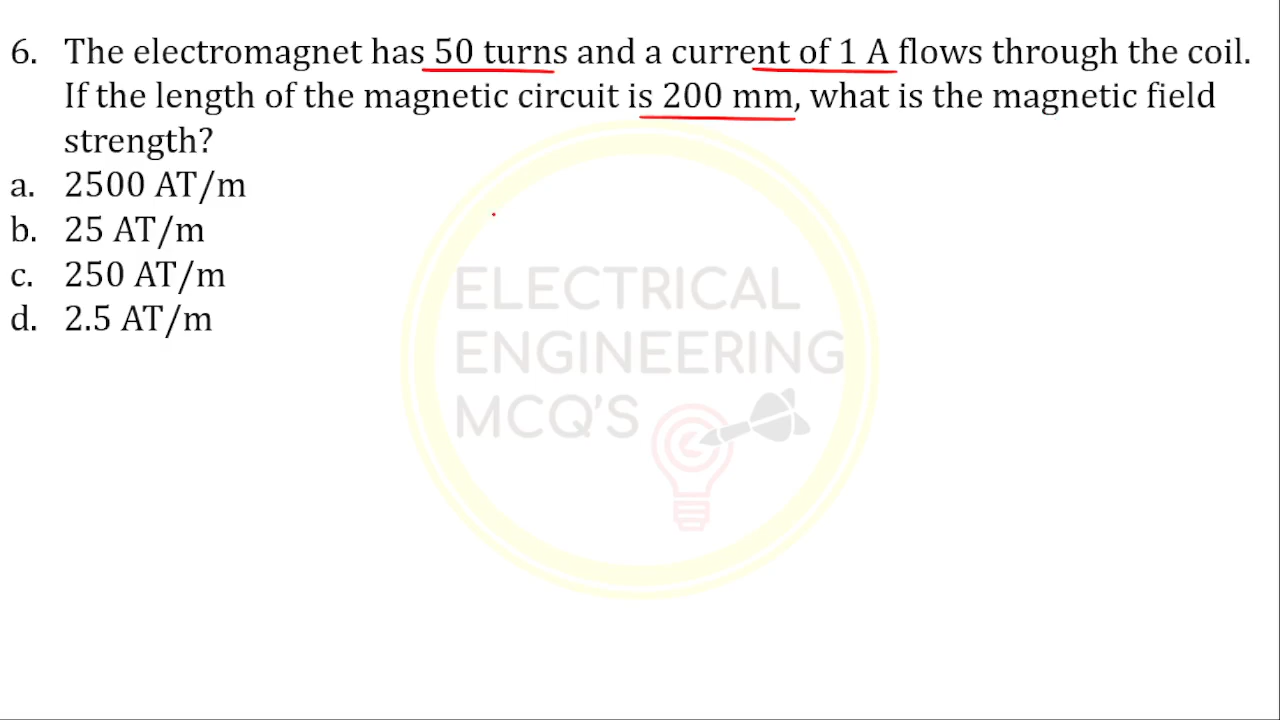 6. The electromagnet has 50 turns and a current of 1 A flows through the coil.
If the length of the magnetic circuit is 200 mm, what is the magnetic field
strength?
a. 2500 AT/m
b. 25 AT/m
c. 250 AT/m
d. 2.5 AT/m
ELECTRICAL
ENGINEERING
MCQ'S